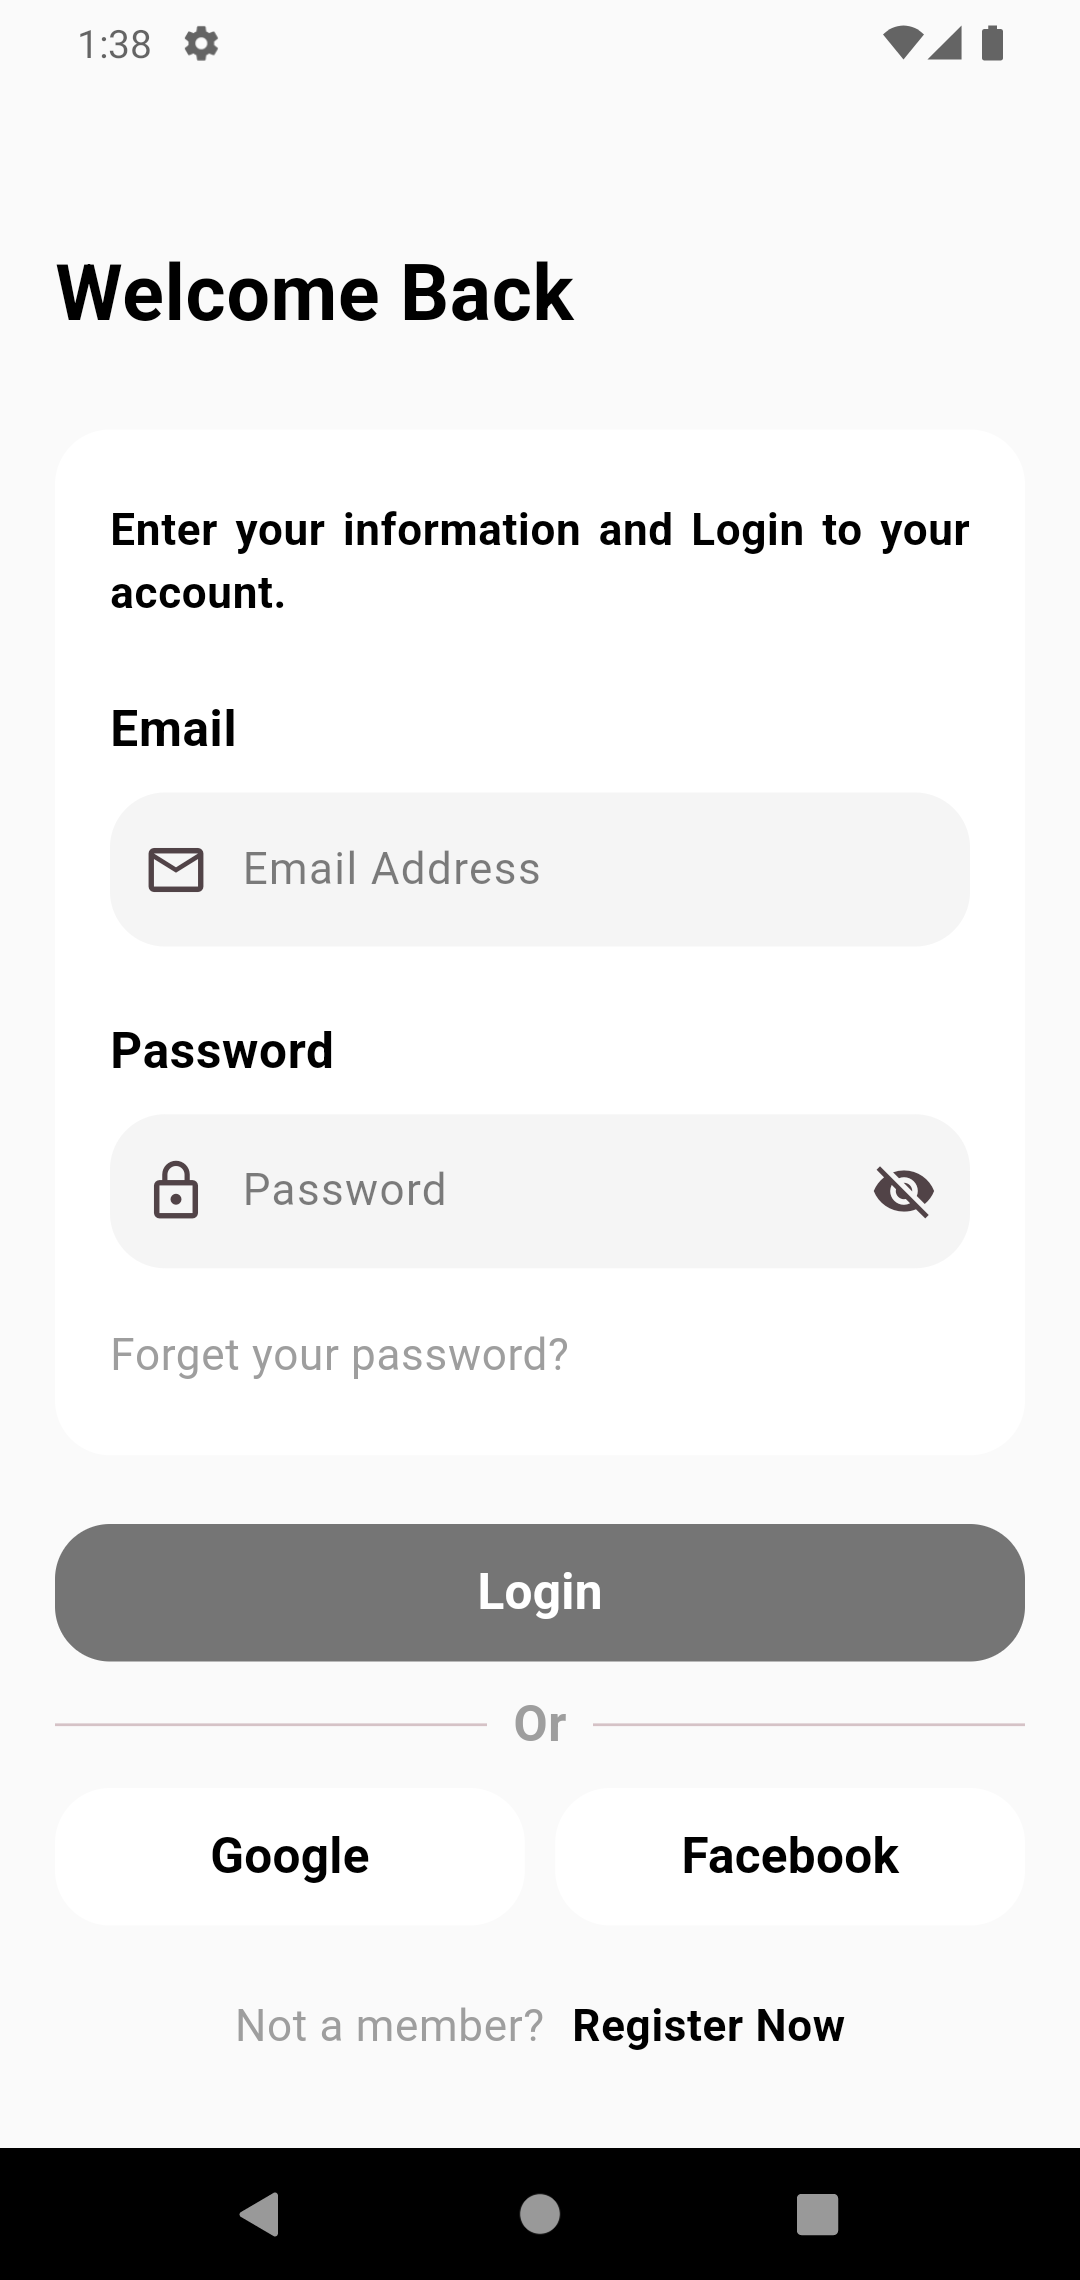 1:38
Welcome Back
Enter your information and Login to your
account.
Email
Email Address
Password
Password
Forget your password?
Login
Or
Google Facebook
Not a member? Register Now